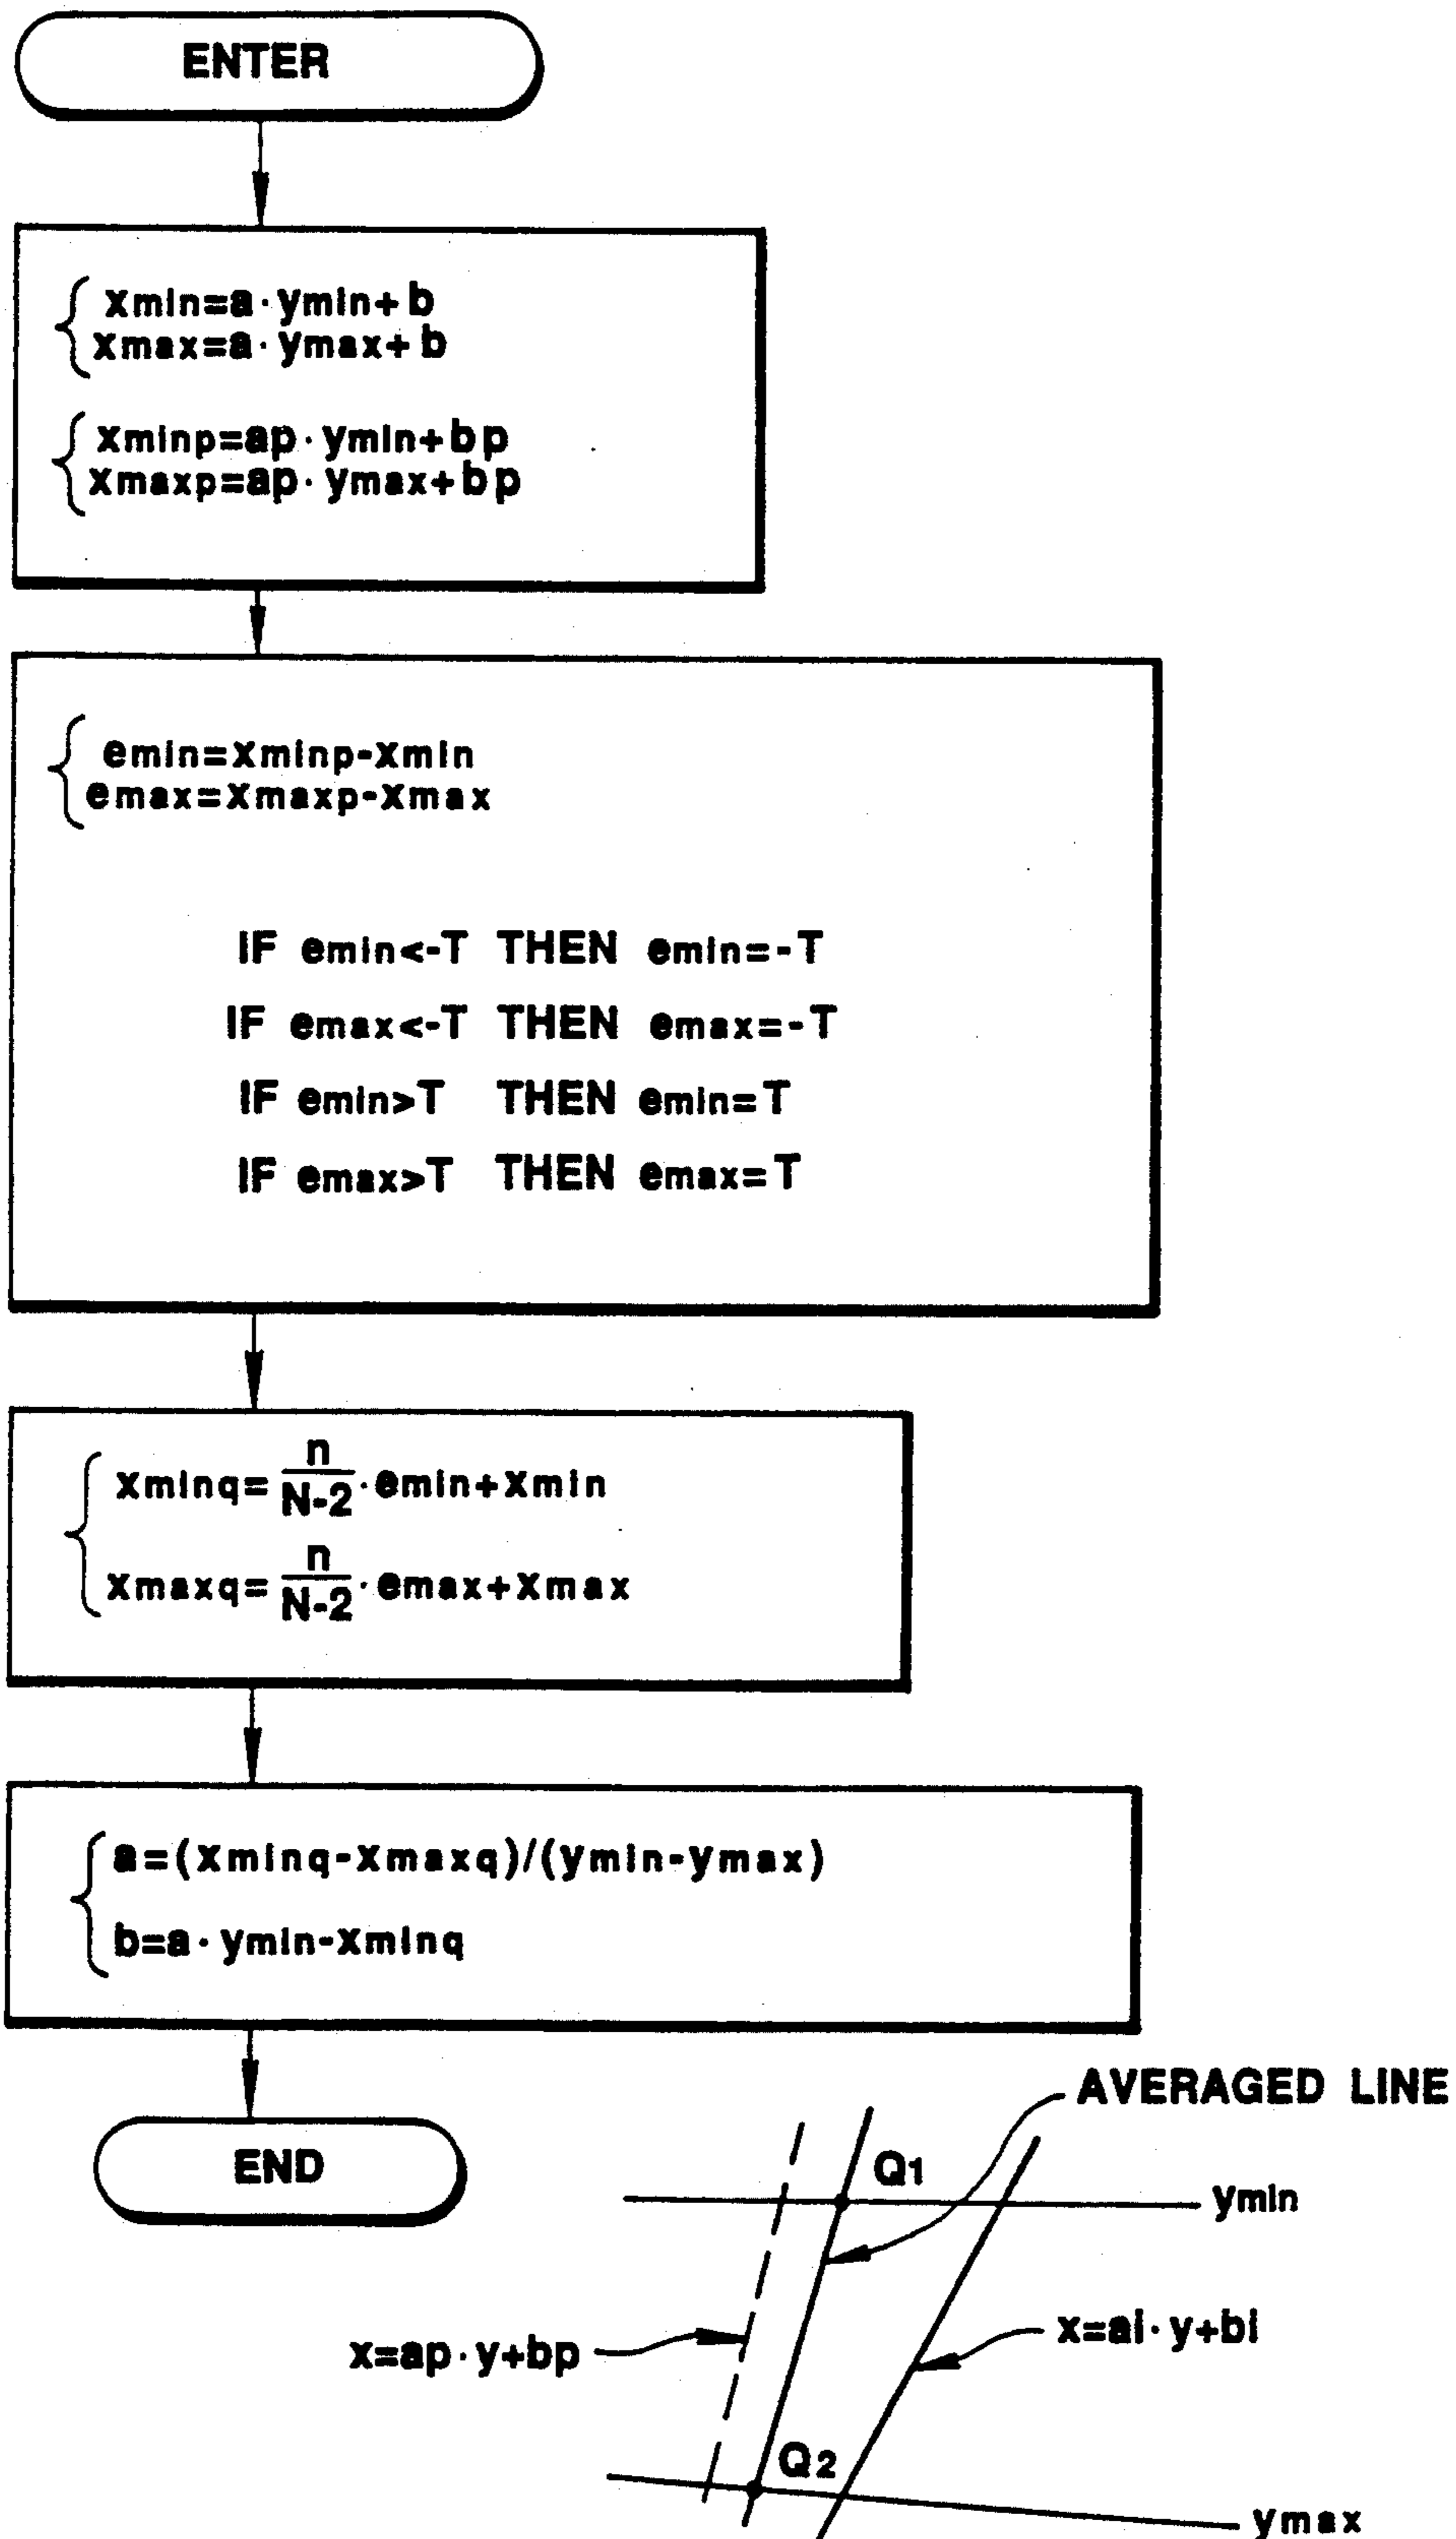 ENTER
xmin=a·ymin+b
xmax=a·ymax+b
xminp=ap·ymin+bp
xmaxp=ap·ymax+bp
emin=xminp-xmin
emax=xmaxp-xmax
IF emin<-T THEN emin=-T
IF emax<-T THEN emax=-T
IF emin>T THEN emin=T
IF emax>T THEN emax=T
xminq=n/N-2·emin+xmin
xmaxq=n/N-2·emax+xmax
a=(xminq-xmaxq)/(ymin-ymax)
b=a·ymin-xminq
END
AVERAGED LINE
Q1
ymin
x=ap·y+bp
x=ai·y+bi
Q2
ymax